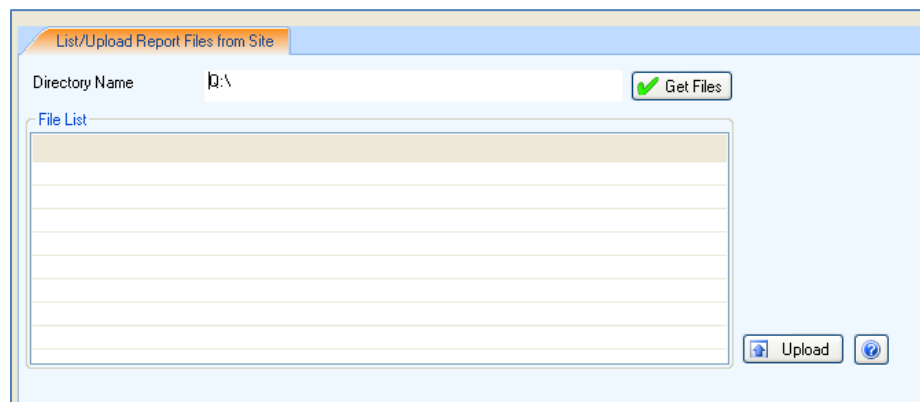 List/Upload Report Files from Site
Directory Name Q:\ Get Files
File List
Upload